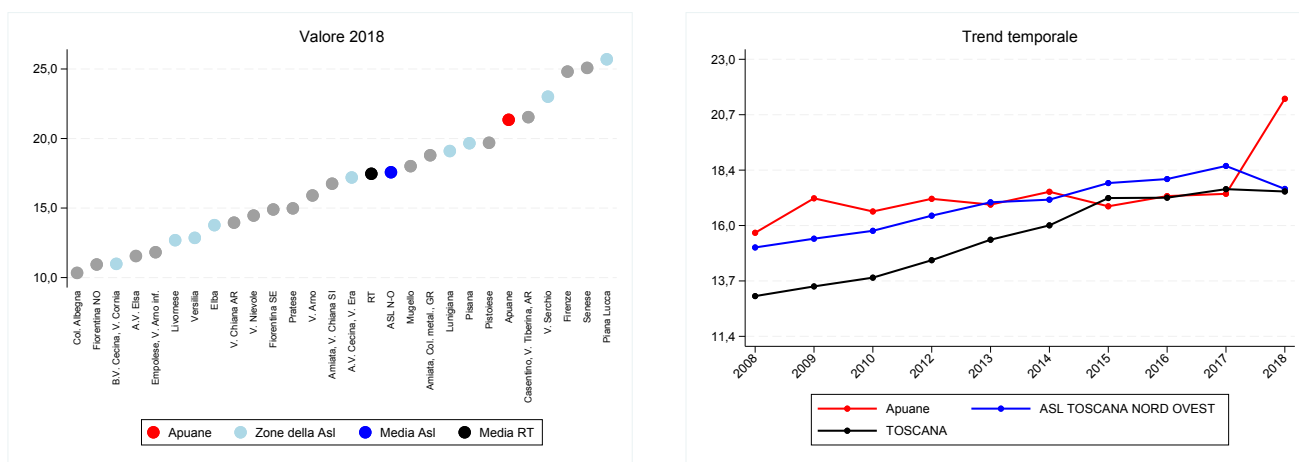 Valore 2018
25,0
20,0
15,0
10,0
Col. Albegna
Fiorentina NO
B.V. Cecina, V. Cornia
A.V. Elsa
Empolese, V. Arno inf.
Livornese
Versilia
Elba
V. Chiana AR
V. Nievole
Fiorentina SE
Pratese
V. Arno
Amiata, V. Chiana SI
A.V. Cecina, V. Era
RT
ASL N-O
Mugello
Amiata, Col. metal., GR
Lunigiana
Pisana
Pistoiese
Apuane
Casentino, V. Tiberina, AR
V. Serchio
Firenze
Senese
Piana Lucca
Apuane
Zone della Asl
Media Asl
Media RT
Trend temporale
23,0
20,7
18,4
16,0
13,7
11,4
2008
2009
2010
2012
2013
2014
2015
2016
2017
2018
Apuane
ASL TOSCANA NORD OVEST
TOSCANA